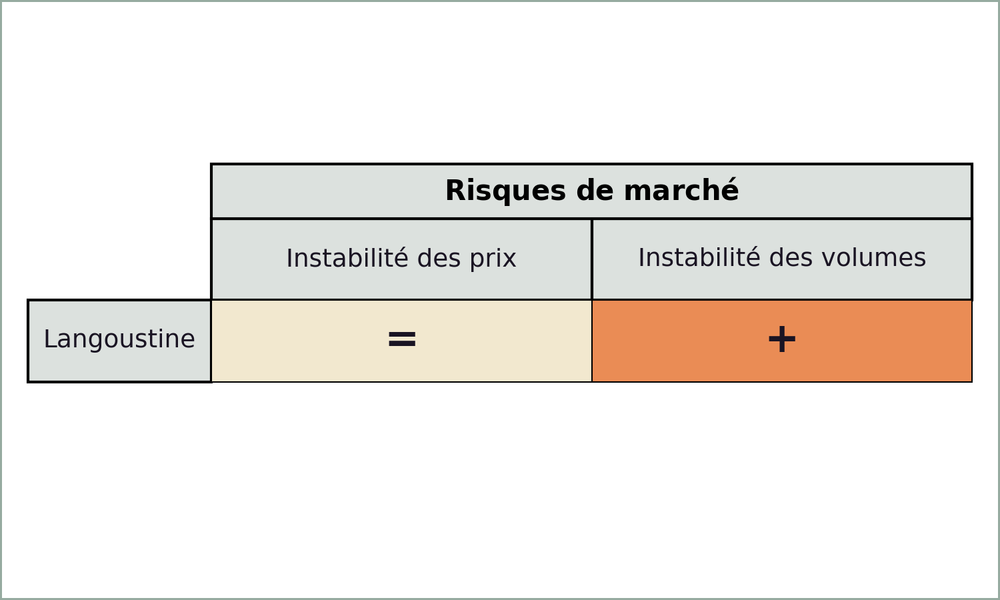 Risques de marché
Instabilité des prix
Instabilité des volumes
Langoustine
=
+